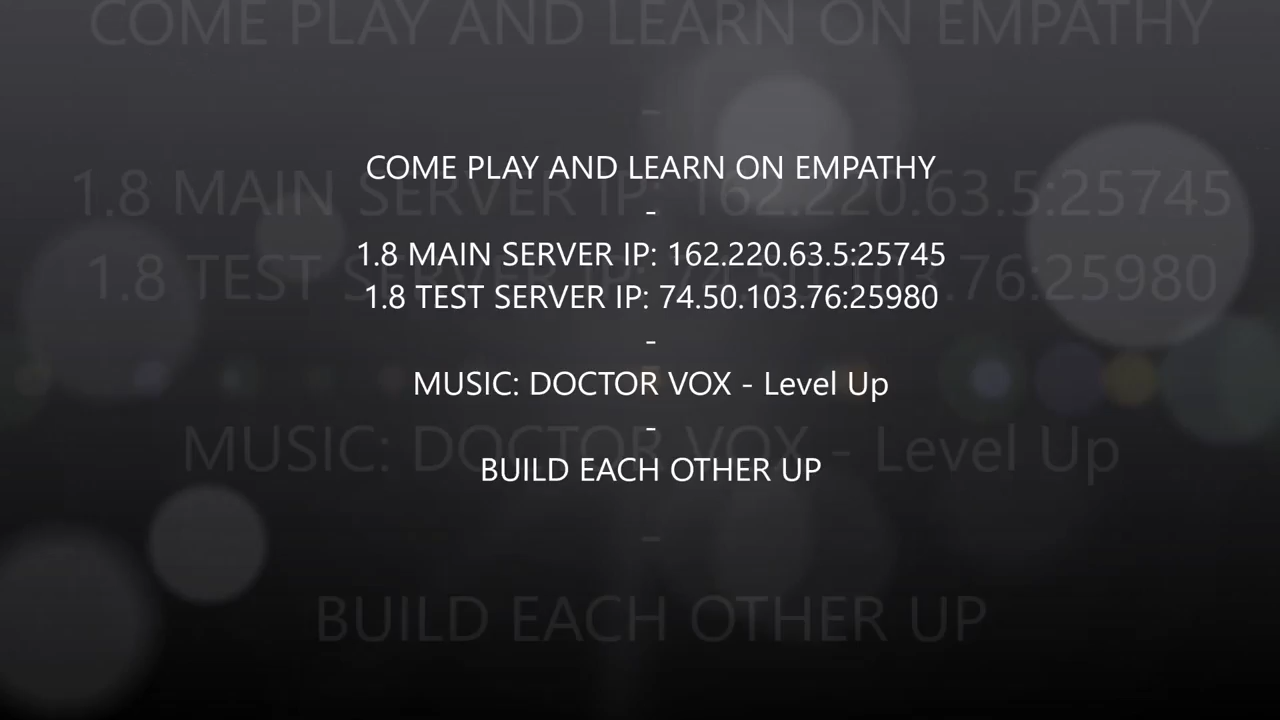 COME PLAY AND LEARN ON EMPATHY
-
1.8 MAIN SERVER IP: 162.220.63.5:25745
1.8 TEST SERVER IP: 74.50.103.76:25980
-
MUSIC: DOCTOR VOX - Level Up
-
BUILD EACH OTHER UP